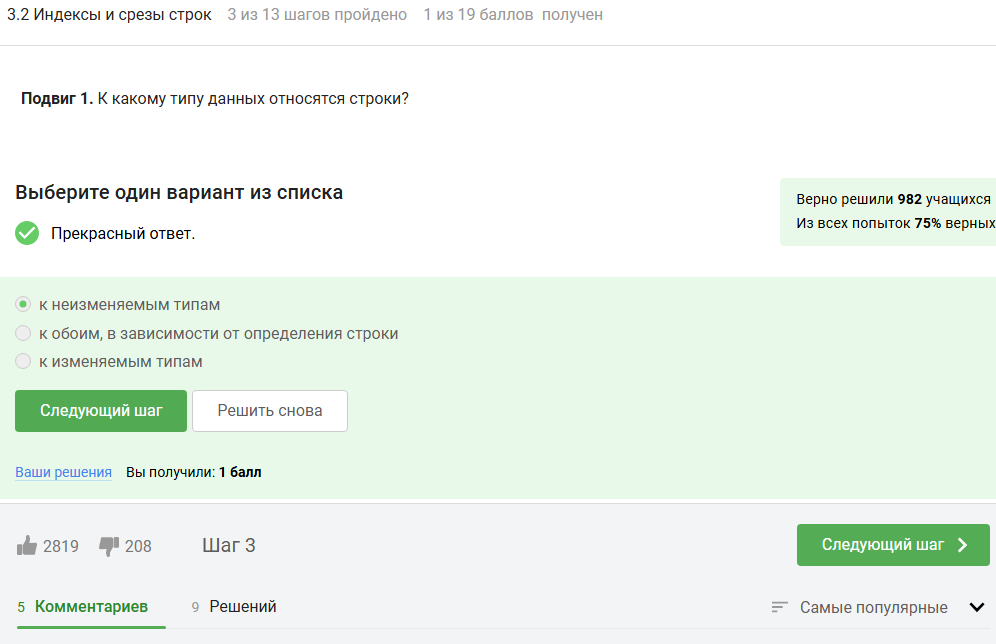 3.2 Индексы и срезы строк 3 из 13 шагов пройдено 1 из 19 баллов получен
Подвиг 1. К какому типу данных относятся строки?
Выберите один вариант из списка
Верно решили 982 учащихся
Из всех попыток 75% верных
Прекрасный ответ.
к неизменяемым типам
к обоим, в зависимости от определения строки
к изменяемым типам
Следующий шаг Решить снова
Ваши решения Вы получили: 1 балл
2819 208 Шаг 3 Следующий шаг
5 Комментариев 9 Решений Самые популярные